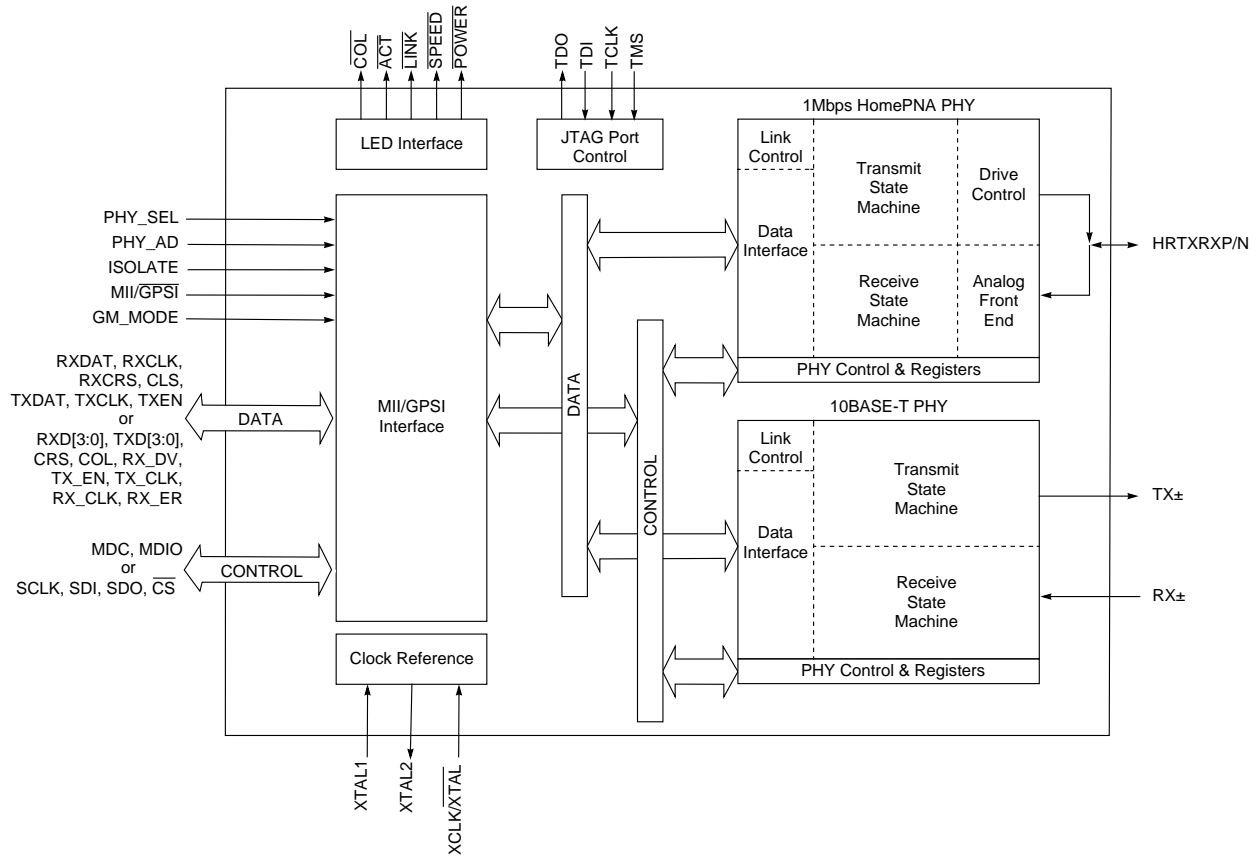 COL
ACT
LINK
SPEED
POWER
TDO
TDI
TCLK
TMS
LED Interface
JTAG Port
Control
1Mbps HomePNA PHY
Link
Control
Transmit
State
Machine
Drive
Control
Data
Interface
Receive
State
Machine
Analog
Front
End
PHY Control & Registers
HRTXRXP/N
PHY_SEL
PHY_AD
ISOLATE
MII/GPSI
GM_MODE
RXDAT, RXCLK,
RXCRS, CLS,
TXDAT, TXCLK, TXEN
or
RXD[3:0], TXD[3:0],
CRS, COL, RX_DV,
TX_EN, TX_CLK,
RX_CLK, RX_ER
DATA
MII/GPSI
Interface
DATA
CONTROL
10BASE-T PHY
Link
Control
Transmit
State
Machine
Data
Interface
Receive
State
Machine
PHY Control & Registers
TX±
RX±
MDC, MDIO
or
SCLK, SDI, SDO, CS
CONTROL
Clock Reference
XTAL1
XTAL2
XCLK/XTAL